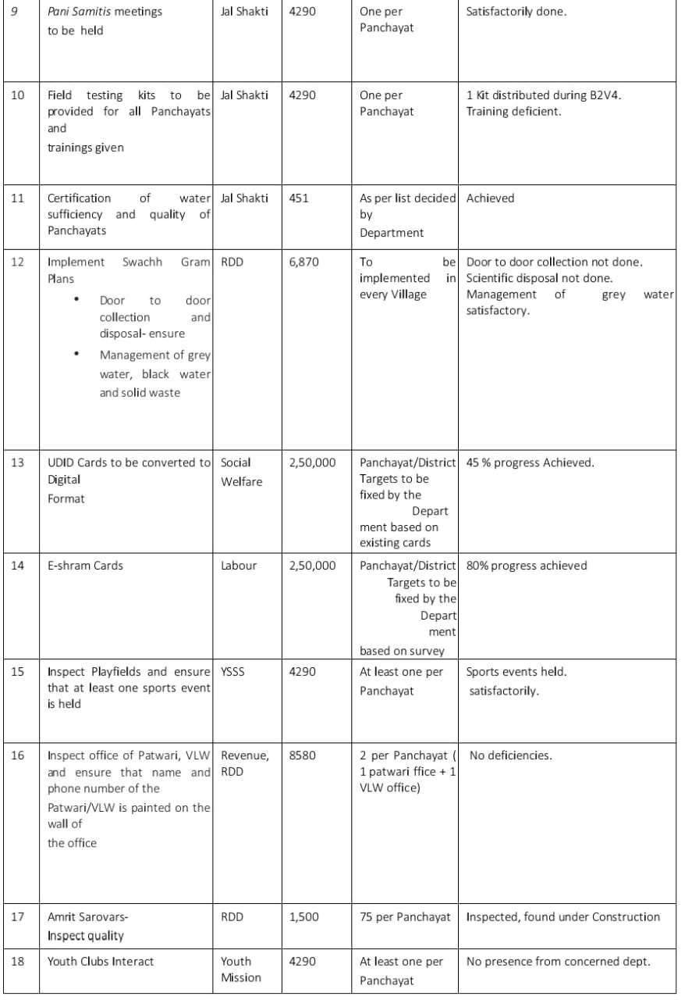 9 Pani Samitis meetings Jal Shakti 4290 One per Satisfactorily done.
to be held Panchayat
10 Field testing kits to be Jal Shakti 4290 One per 1 Kit distributed during B2V4.
provided for all Panchayats Panchayat Training deficient.
and
trainings given
11 Certification of water Jal Shakti 451 As per list decided Achieved
sufficiency and quality of by
Panchayats Department
12 Implement Swachh Gram RDD 6,870 To be Door to door collection not done.
Plans implemented in Scientific disposal not done.
• Door to door every Village Management of grey water
collection and satisfactory.
disposal- ensure
• Management of grey
water, black water
and solid waste
13 UDID Cards to be converted to Social 2,50,000 Panchayat/District 45 % progress Achieved.
Digital Welfare Targets to be
Format fixed by the
Depart
ment based on
existing cards
14 E-shram Cards Labour 2,50,000 Panchayat/District 80% progress achieved
Targets to be
fixed by the
Depart
ment
based on survey
15 Inspect Playfields and ensure YSSS 4290 At least one per Sports events held.
that at least one sports event Panchayat satisfactorily.
is held
16 Inspect office of Patwari, VLW Revenue, 8580 2 per Panchayat ( No deficiencies.
and ensure that name and RDD 1 patwari ffice + 1
phone number of the VLW office)
Patwari/VLW is painted on the
wall of
the office
17 Amrit Sarovars- RDD 1,500 75 per Panchayat Inspected, found under Construction
Inspect quality
18 Youth Clubs Interact Youth 4290 At least one per No presence from concerned dept.
Mission Panchayat